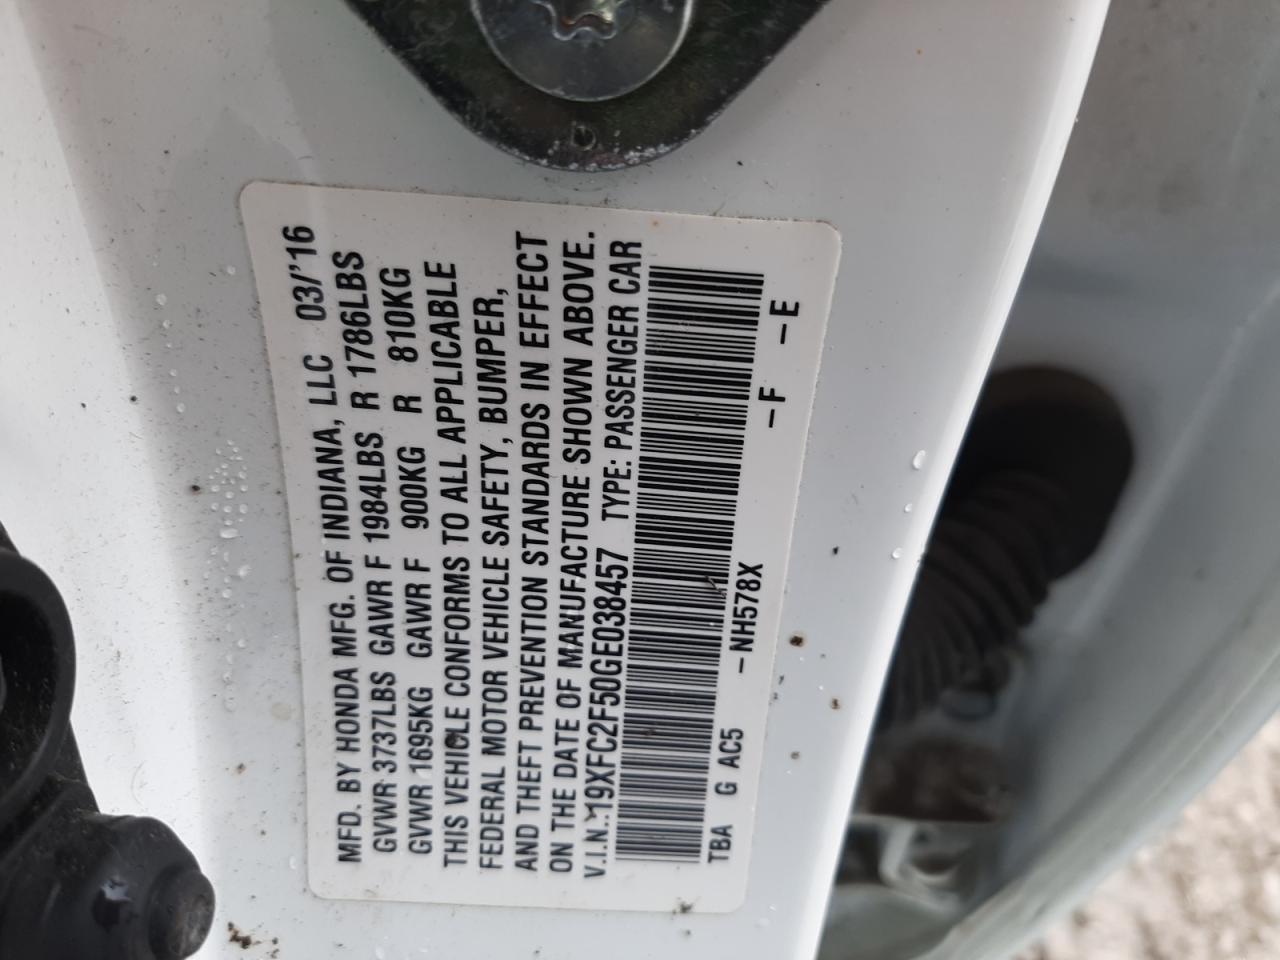 MFD. BY HONDA MFG. OF INDIANA, LLC 03/'16
GVWR 3737LBS GAWR F 1984LBS R 1786LBS
GVWR 1695KG GAWR F 900KG R 810KG
THIS VEHICLE CONFORMS TO ALL APPLICABLE
FEDERAL MOTOR VEHICLE SAFETY, BUMPER,
AND THEFT PREVENTION STANDARDS IN EFFECT
ON THE DATE OF MANUFACTURE SHOWN ABOVE.
V.I.N.: 19XFC2F50GE038457 TYPE: PASSENGER CAR
TBA G AC5 -NH578X -F -E